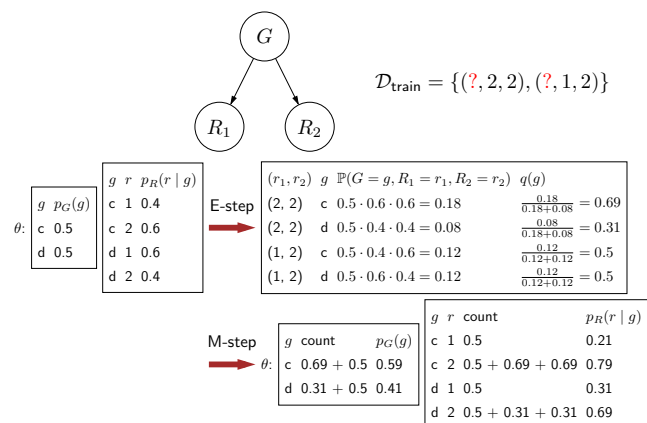 G
R₁ R₂
𝒟_train = {(?, 2, 2), (?, 1, 2)}
θ:
g p_G(g)
c 0.5
d 0.5
g r p_R(r | g)
c 1 0.4
c 2 0.6
d 1 0.6
d 2 0.4
E-step
(r₁, r₂) g ℙ(G = g, R₁ = r₁, R₂ = r₂) q(g)
(2, 2) c 0.5 · 0.6 · 0.6 = 0.18 0.18/(0.18+0.08) = 0.69
(2, 2) d 0.5 · 0.4 · 0.4 = 0.08 0.08/(0.18+0.08) = 0.31
(1, 2) c 0.5 · 0.4 · 0.6 = 0.12 0.12/(0.12+0.12) = 0.5
(1, 2) d 0.5 · 0.6 · 0.4 = 0.12 0.12/(0.12+0.12) = 0.5
M-step
θ:
g count p_G(g)
c 0.69 + 0.5 0.59
d 0.31 + 0.5 0.41
g r count p_R(r | g)
c 1 0.5 0.21
c 2 0.5 + 0.69 + 0.69 0.79
d 1 0.5 0.31
d 2 0.5 + 0.31 + 0.31 0.69